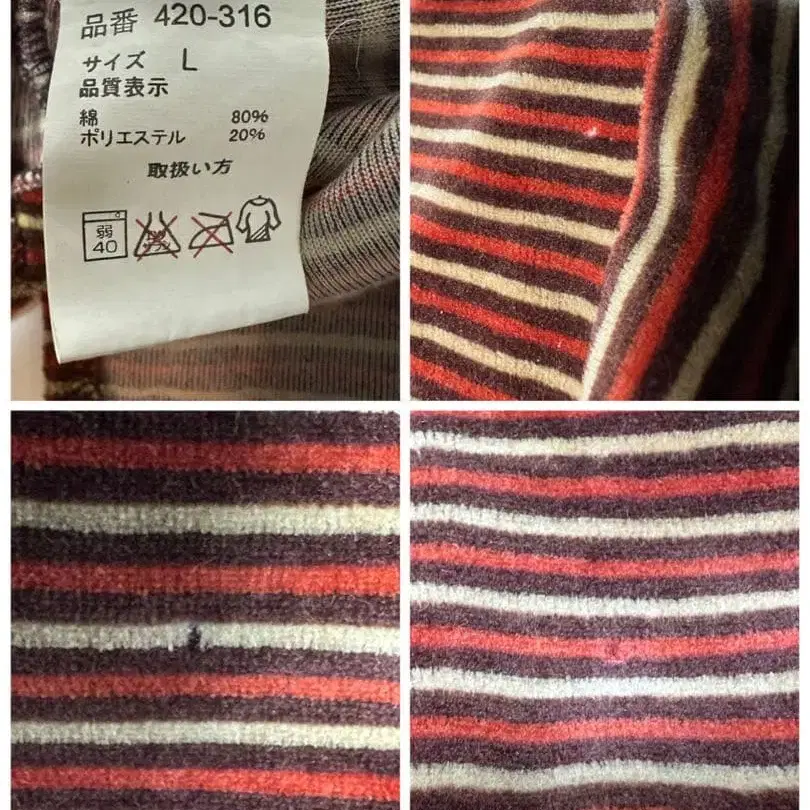 品番 420-316
サイズ L
品質表示
綿 80%
ポリエステル 20%
取扱い方
弱
40